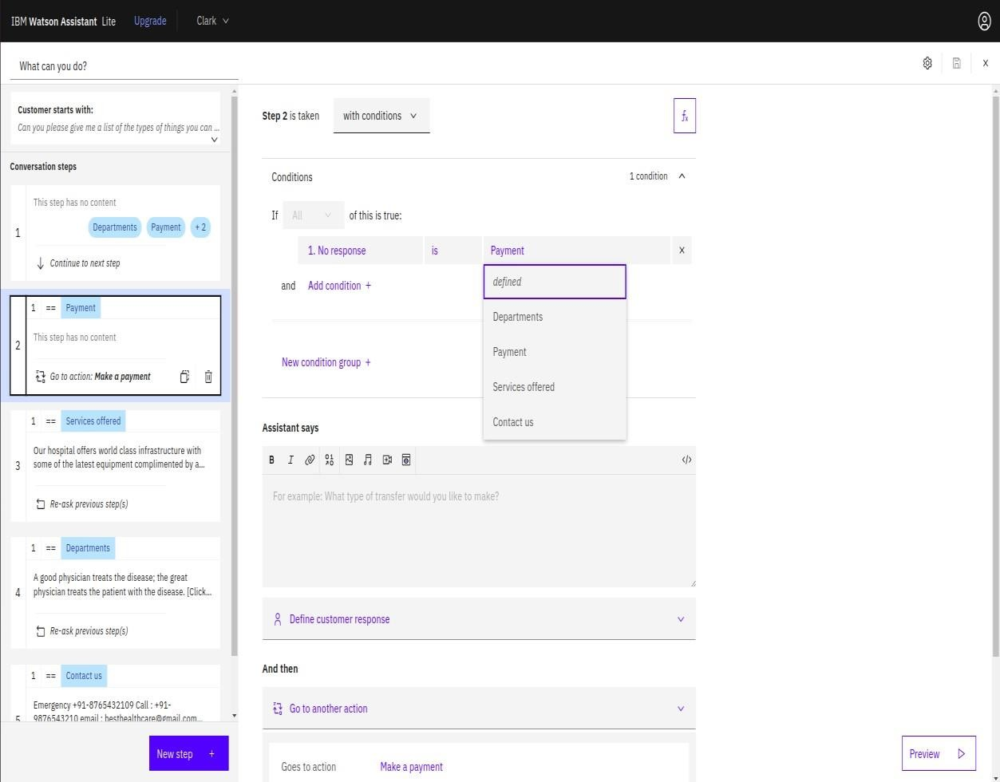 IBM Watson Assistant Lite Upgrade Clark
What can you do?
Customer starts with:
Can you please give me a list of the types of things you can ...
Conversation steps
1
This step has no content
Departments Payment + 2
Continue to next step
2
1 == Payment
This step has no content
Go to action: Make a payment
3
1 == Services offered
Our hospital offers world class infrastructure with
some of the latest equipment complimented by a...
Re-ask previous step(s)
4
1 == Departments
A good physician treats the disease; the great
physician treats the patient with the disease. [Click...
Re-ask previous step(s)
5
1 == Contact us
Emergency +91-8765432109 Call : +91-
9876543210 email : besthealthcare@gmail.com...
New step +
Step 2 is taken with conditions fx
Conditions 1 condition
If All of this is true:
1. No response is Payment X
and Add condition +
defined
Departments
Payment
Services offered
Contact us
New condition group +
Assistant says
B I </>
For example: What type of transfer would you like to make?
Define customer response
And then
Go to another action
Goes to action Make a payment
Preview